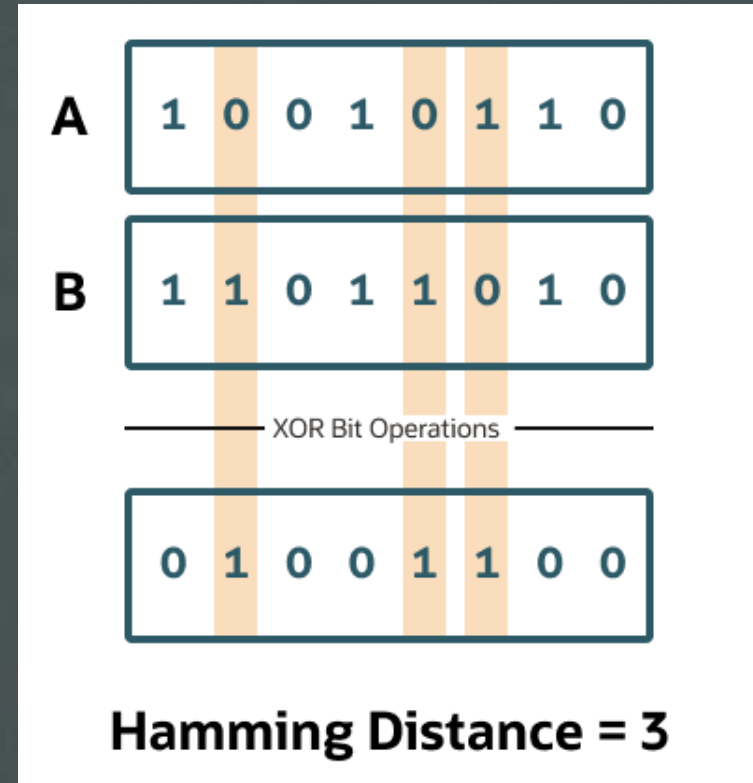 A 1 0 0 1 0 1 1 0
B 1 1 0 1 1 0 1 0
XOR Bit Operations
0 1 0 0 1 1 0 0
Hamming Distance = 3